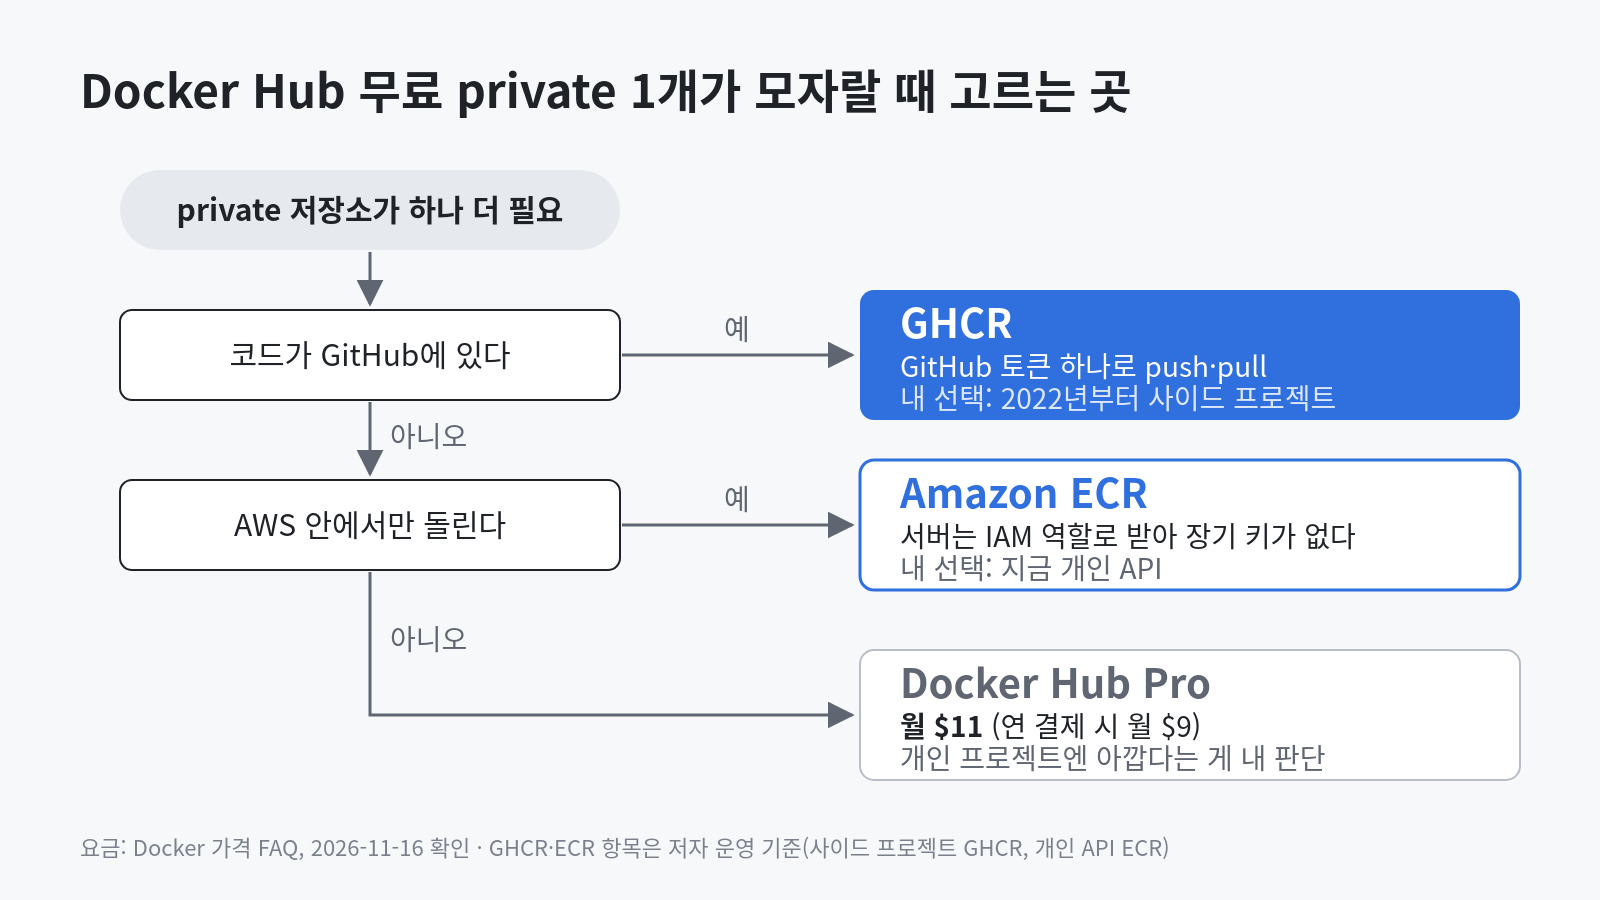 Docker Hub 무료 private 1개가 모자랄 때 고르는 곳
private 저장소가 하나 더 필요
코드가 GitHub에 있다
예
GHCR
GitHub 토큰 하나로 push·pull
내 선택: 2022년부터 사이드 프로젝트
아니오
AWS 안에서만 돌린다
예
Amazon ECR
서버는 IAM 역할로 받아 장기 키가 없다
내 선택: 지금 개인 API
아니오
Docker Hub Pro
월 $11 (연 결제 시 월 $9)
개인 프로젝트엔 아깝다는 게 내 판단
요금: Docker 가격 FAQ, 2026-11-16 확인 · GHCR·ECR 항목은 저자 운영 기준(사이드 프로젝트 GHCR, 개인 API ECR)